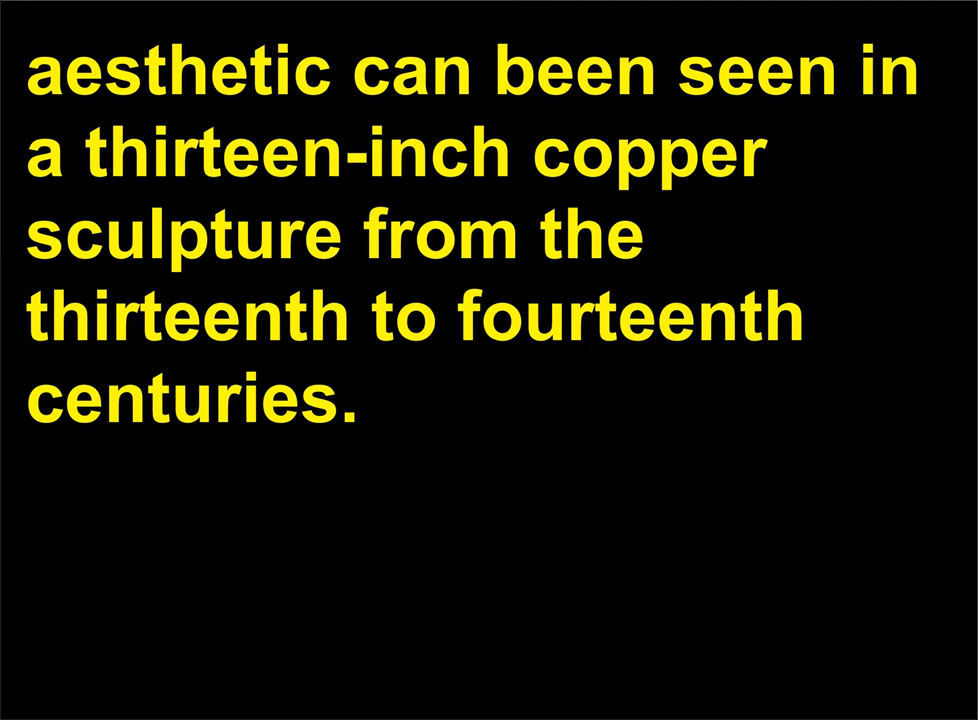 aesthetic can been seen in
a thirteen-inch copper
sculpture from the
thirteenth to fourteenth
centuries.